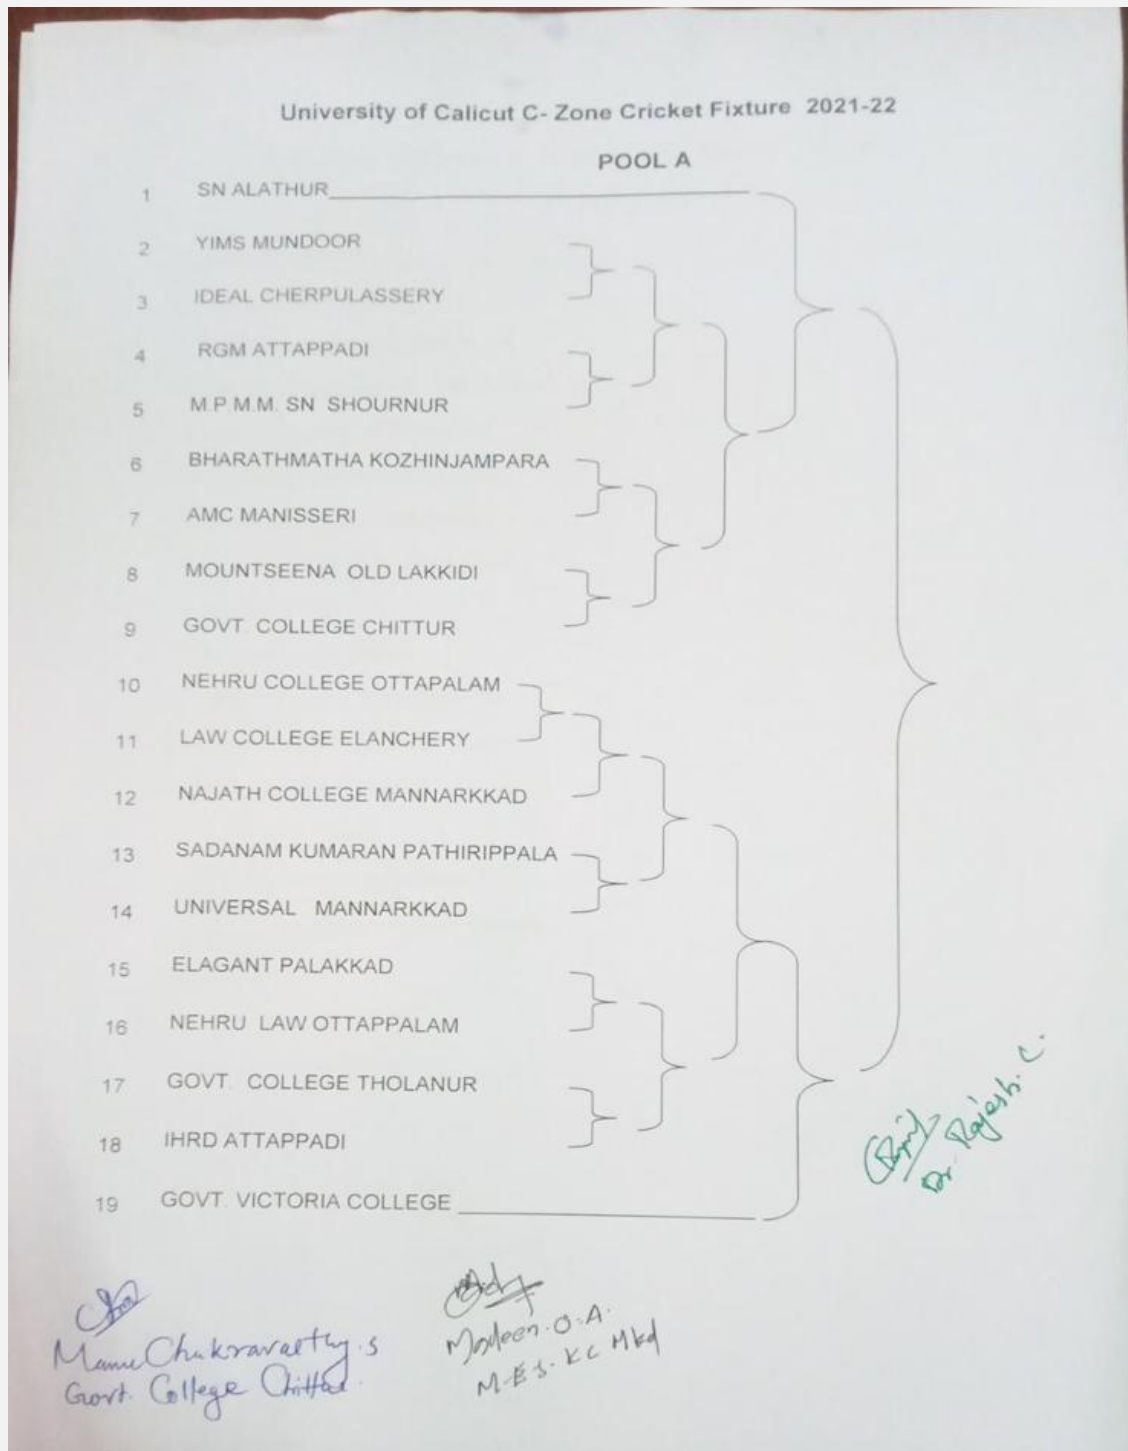 University of Calicut C- Zone Cricket Fixture 2021-22
POOL A
1 SN ALATHUR
2 YIMS MUNDOOR
3 IDEAL CHERPULASSERY
4 RGM ATTAPPADI
5 M.P.M.M. SN SHOURNUR
6 BHARATHMATHA KOZHINJAMPARA
7 AMC MANISSERI
8 MOUNTSEENA OLD LAKKIDI
9 GOVT. COLLEGE CHITTUR
10 NEHRU COLLEGE OTTAPALAM
11 LAW COLLEGE ELANCHERY
12 NAJATH COLLEGE MANNARKKAD
13 SADANAM KUMARAN PATHIRIPPALA
14 UNIVERSAL MANNARKKAD
15 ELAGANT PALAKKAD
16 NEHRU LAW OTTAPPALAM
17 GOVT. COLLEGE THOLANUR
18 IHRD ATTAPPADI
19 GOVT. VICTORIA COLLEGE
Dr. Rajesh. C.
Chakravarthy. S
Govt. College
O.A.
M.E.S. KC Mkd